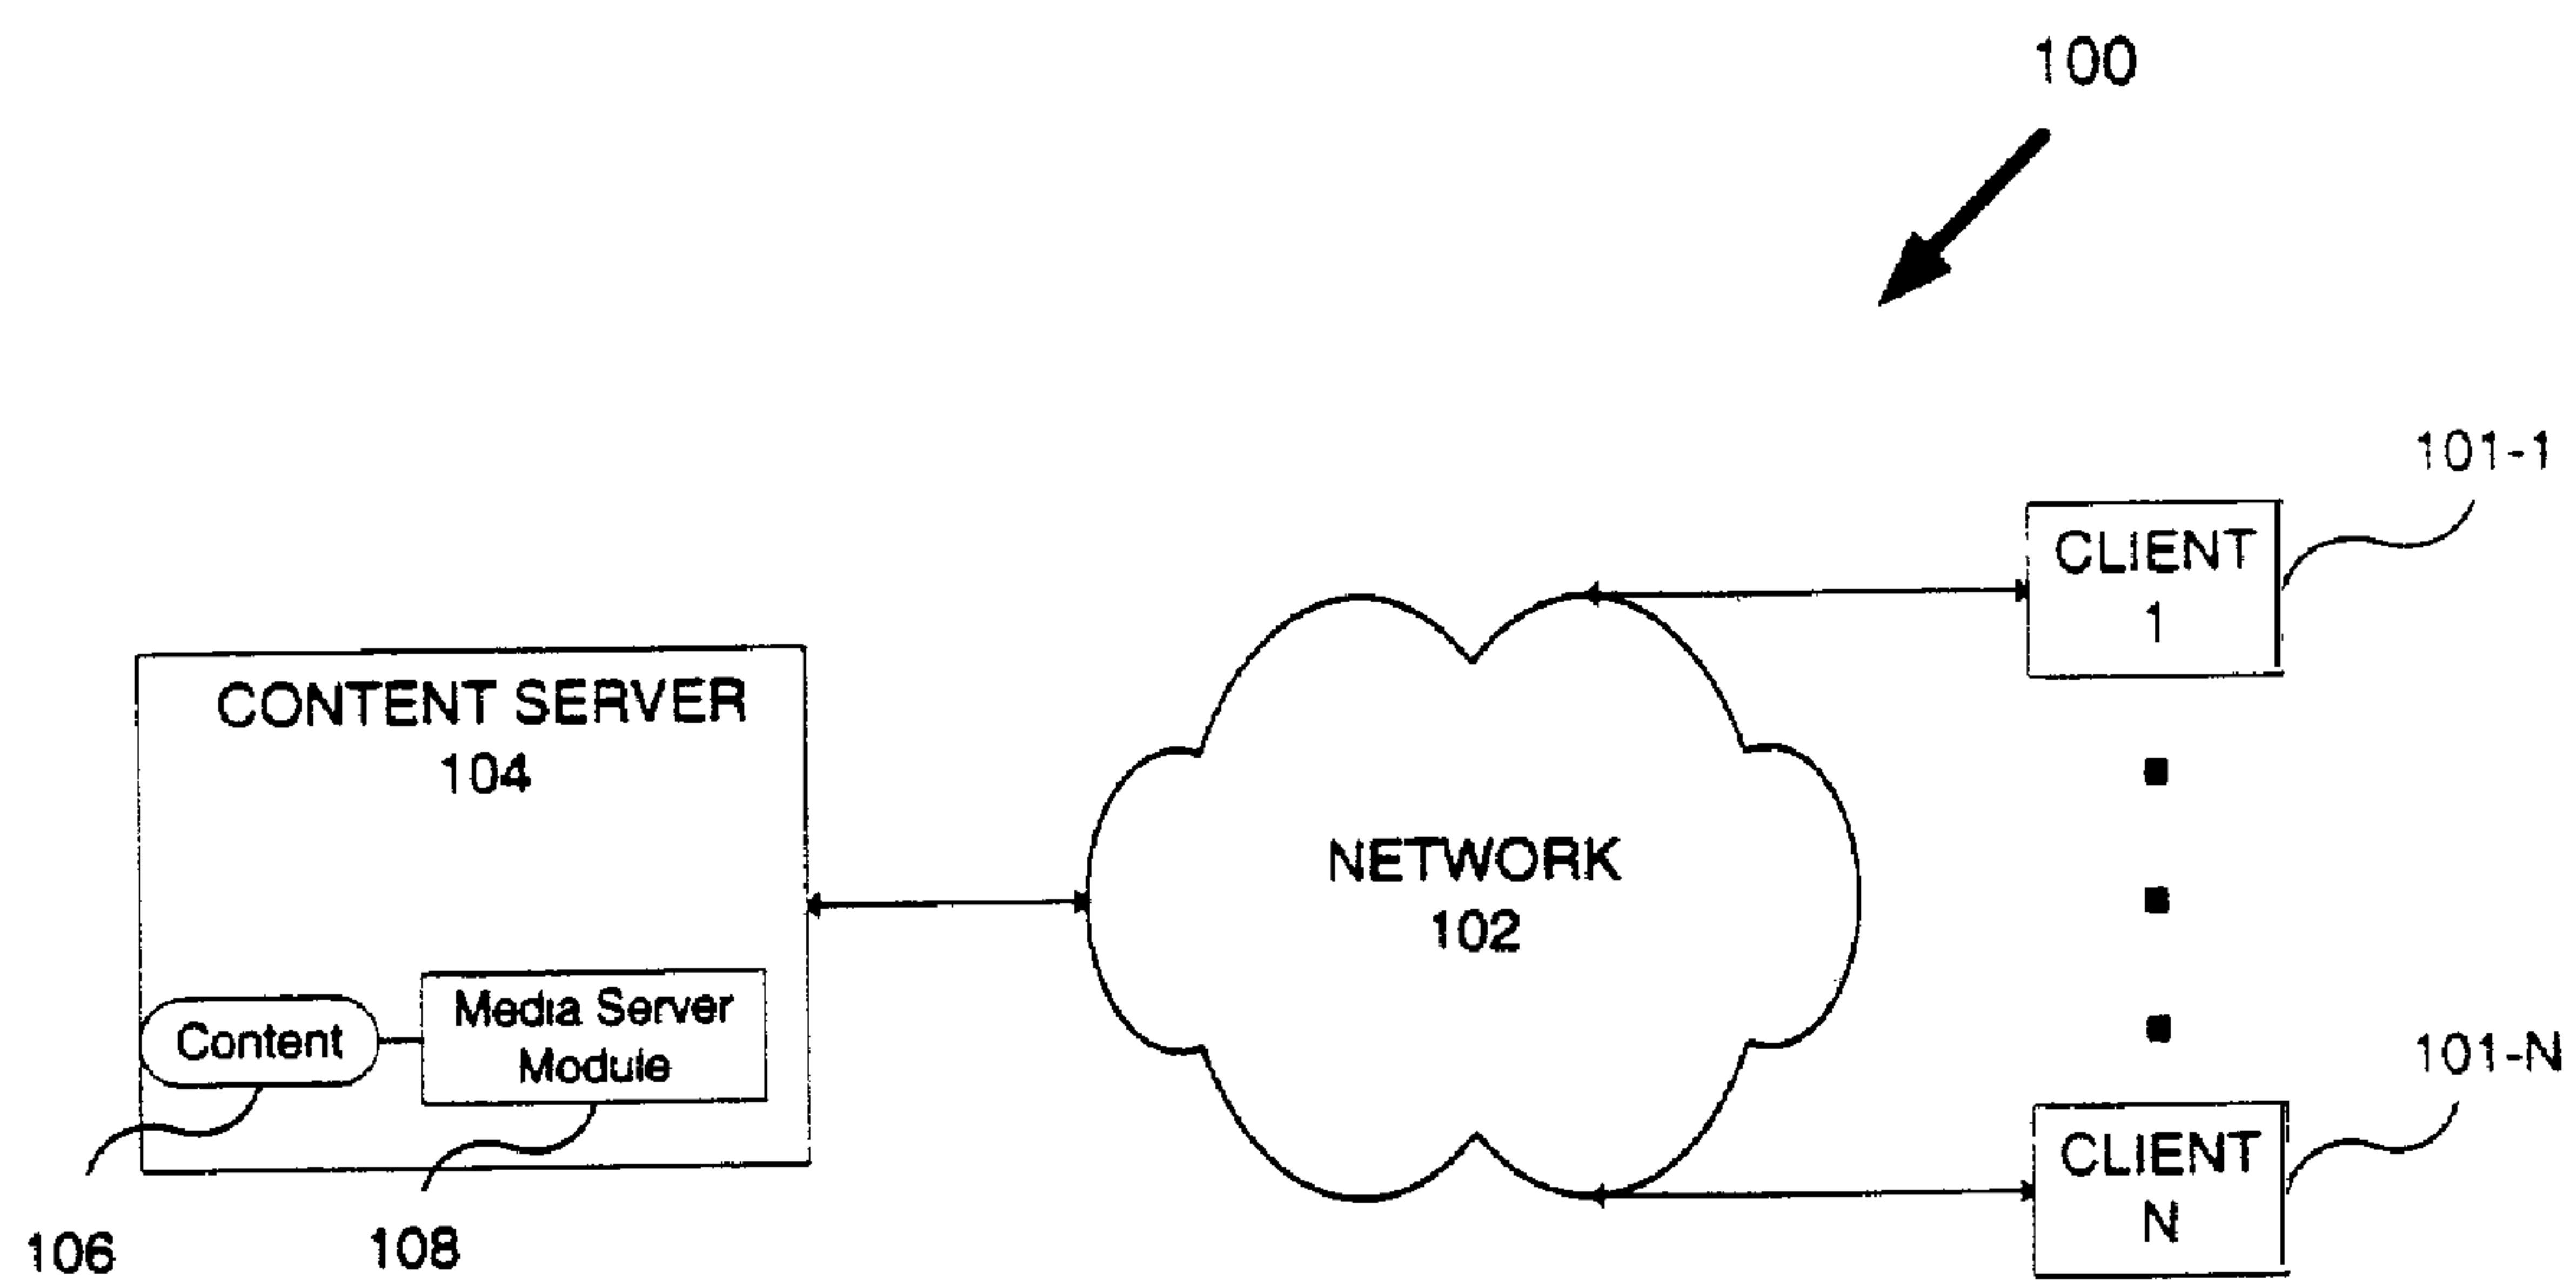 100
101-1
CLIENT
1
CONTENT SERVER
104
NETWORK
102
Content
Media Server
Module
101-N
CLIENT
N
106
108